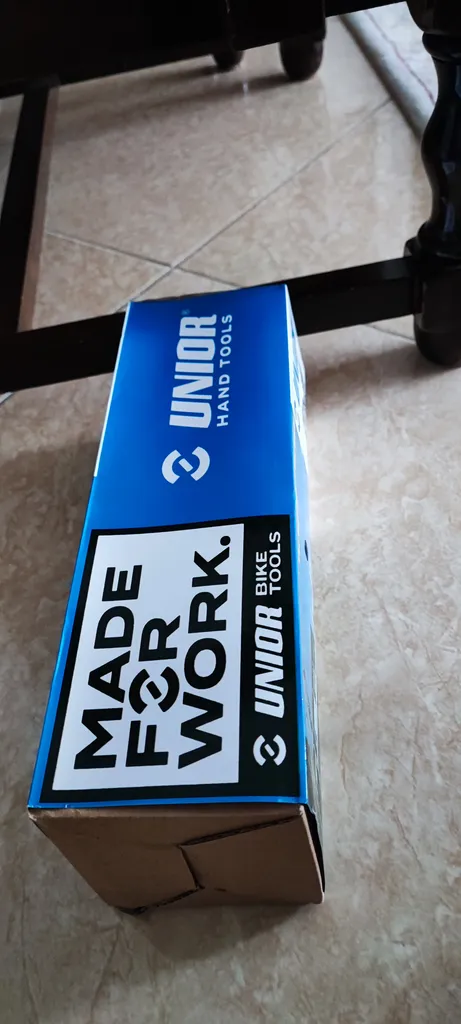 UNIOR®
HAND TOOLS
MADE
FOR
WORK.
UNIOR BIKE
TOOLS